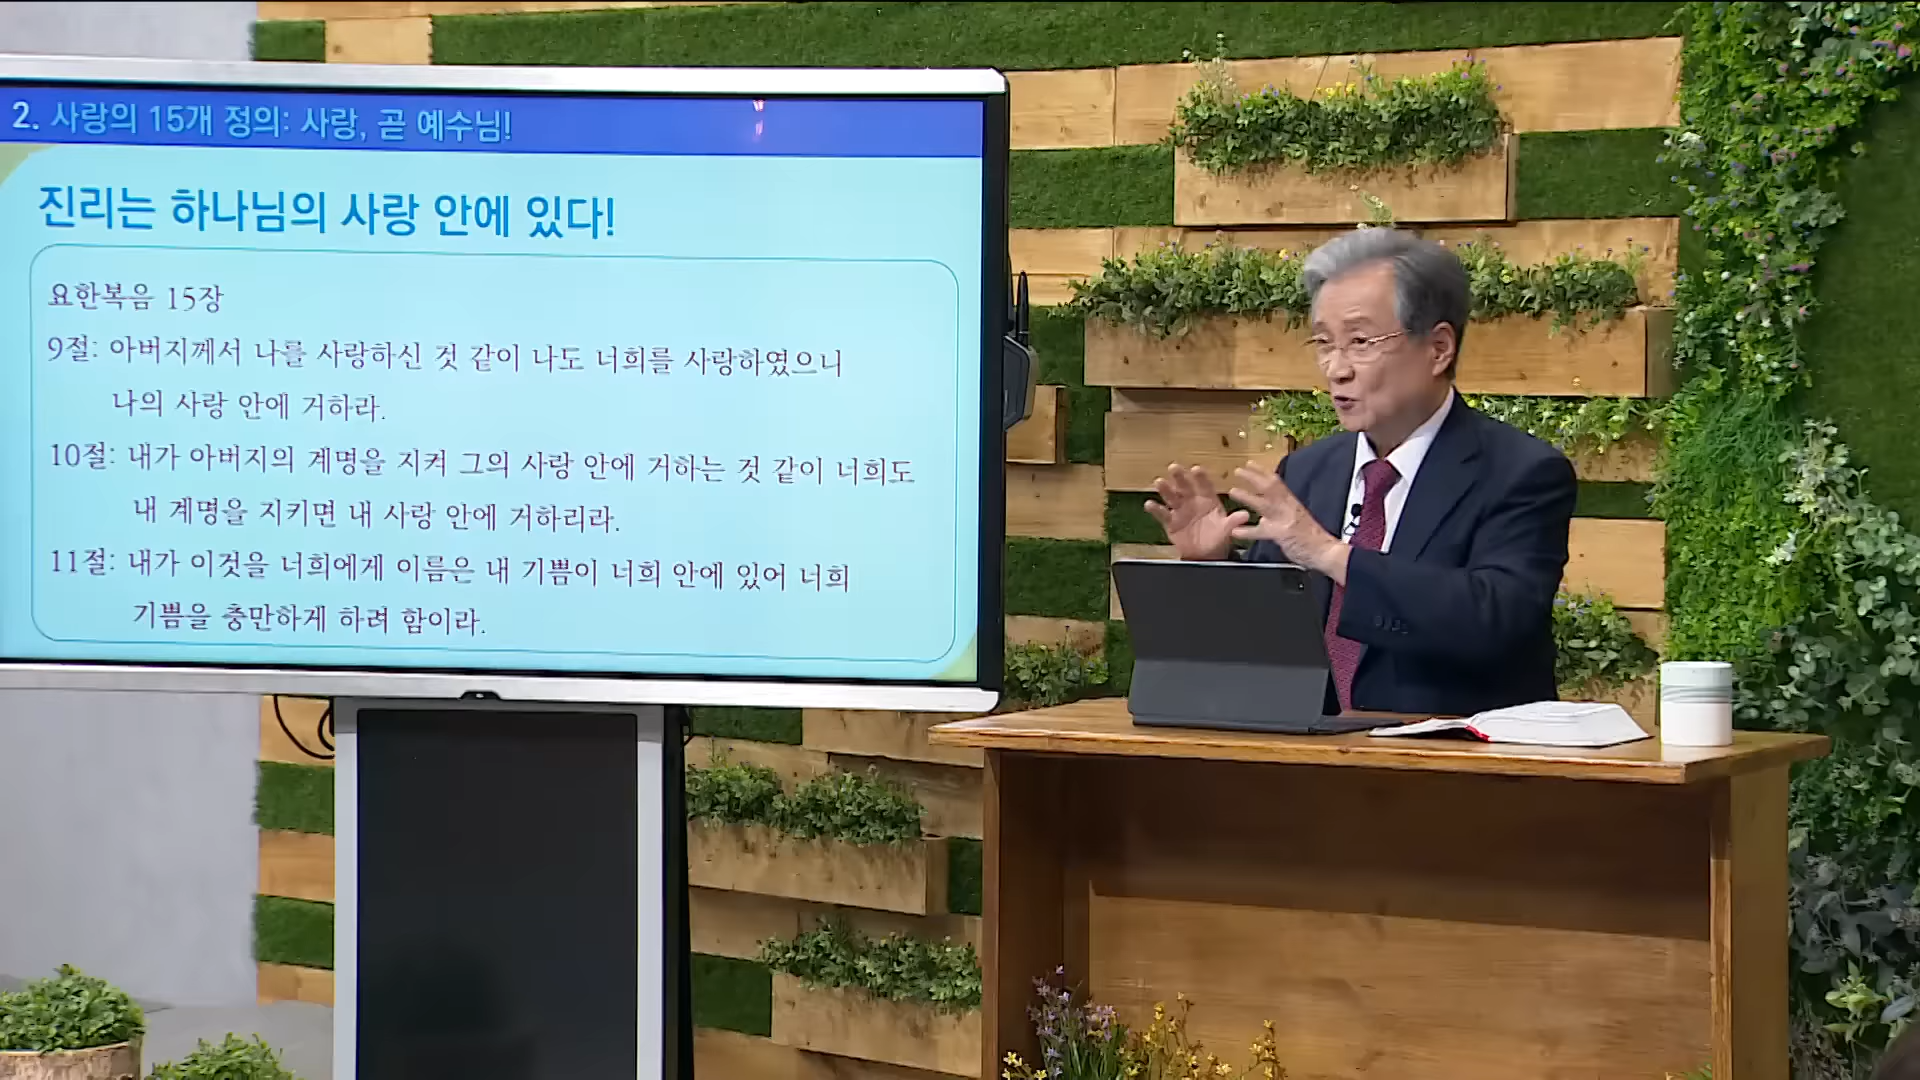 2. 사랑의 15개 정의: 사랑, 곧 예수님!
진리는 하나님의 사랑 안에 있다!
요한복음 15장
9절: 아버지께서 나를 사랑하신 것 같이 나도 너희를 사랑하였으니
나의 사랑 안에 거하라.
10절: 내가 아버지의 계명을 지켜 그의 사랑 안에 거하는 것 같이 너희도
내 계명을 지키면 내 사랑 안에 거하리라.
11절: 내가 이것을 너희에게 이름은 내 기쁨이 너희 안에 있어 너희
기쁨을 충만하게 하려 함이라.